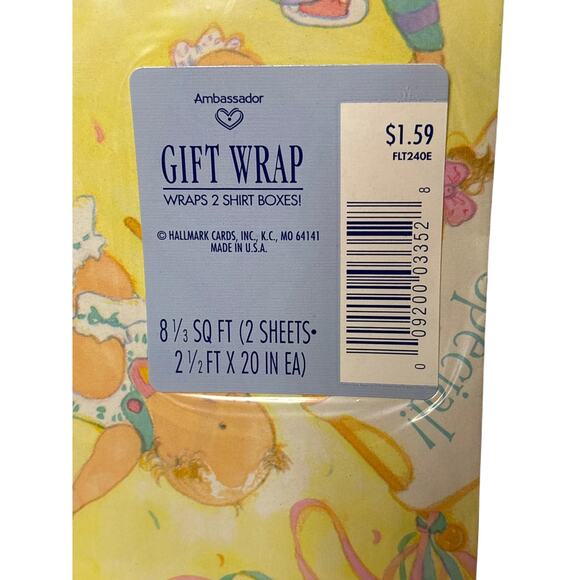 Ambassador
GIFT WRAP
WRAPS 2 SHIRT BOXES!
© HALLMARK CARDS, INC., K.C., MO 64141
MADE IN U.S.A.
8 1/3 SQ FT (2 SHEETS•
2 1/2 FT X 20 IN EA)
$1.59
FLT240E
0 09200 03352 8
Special!